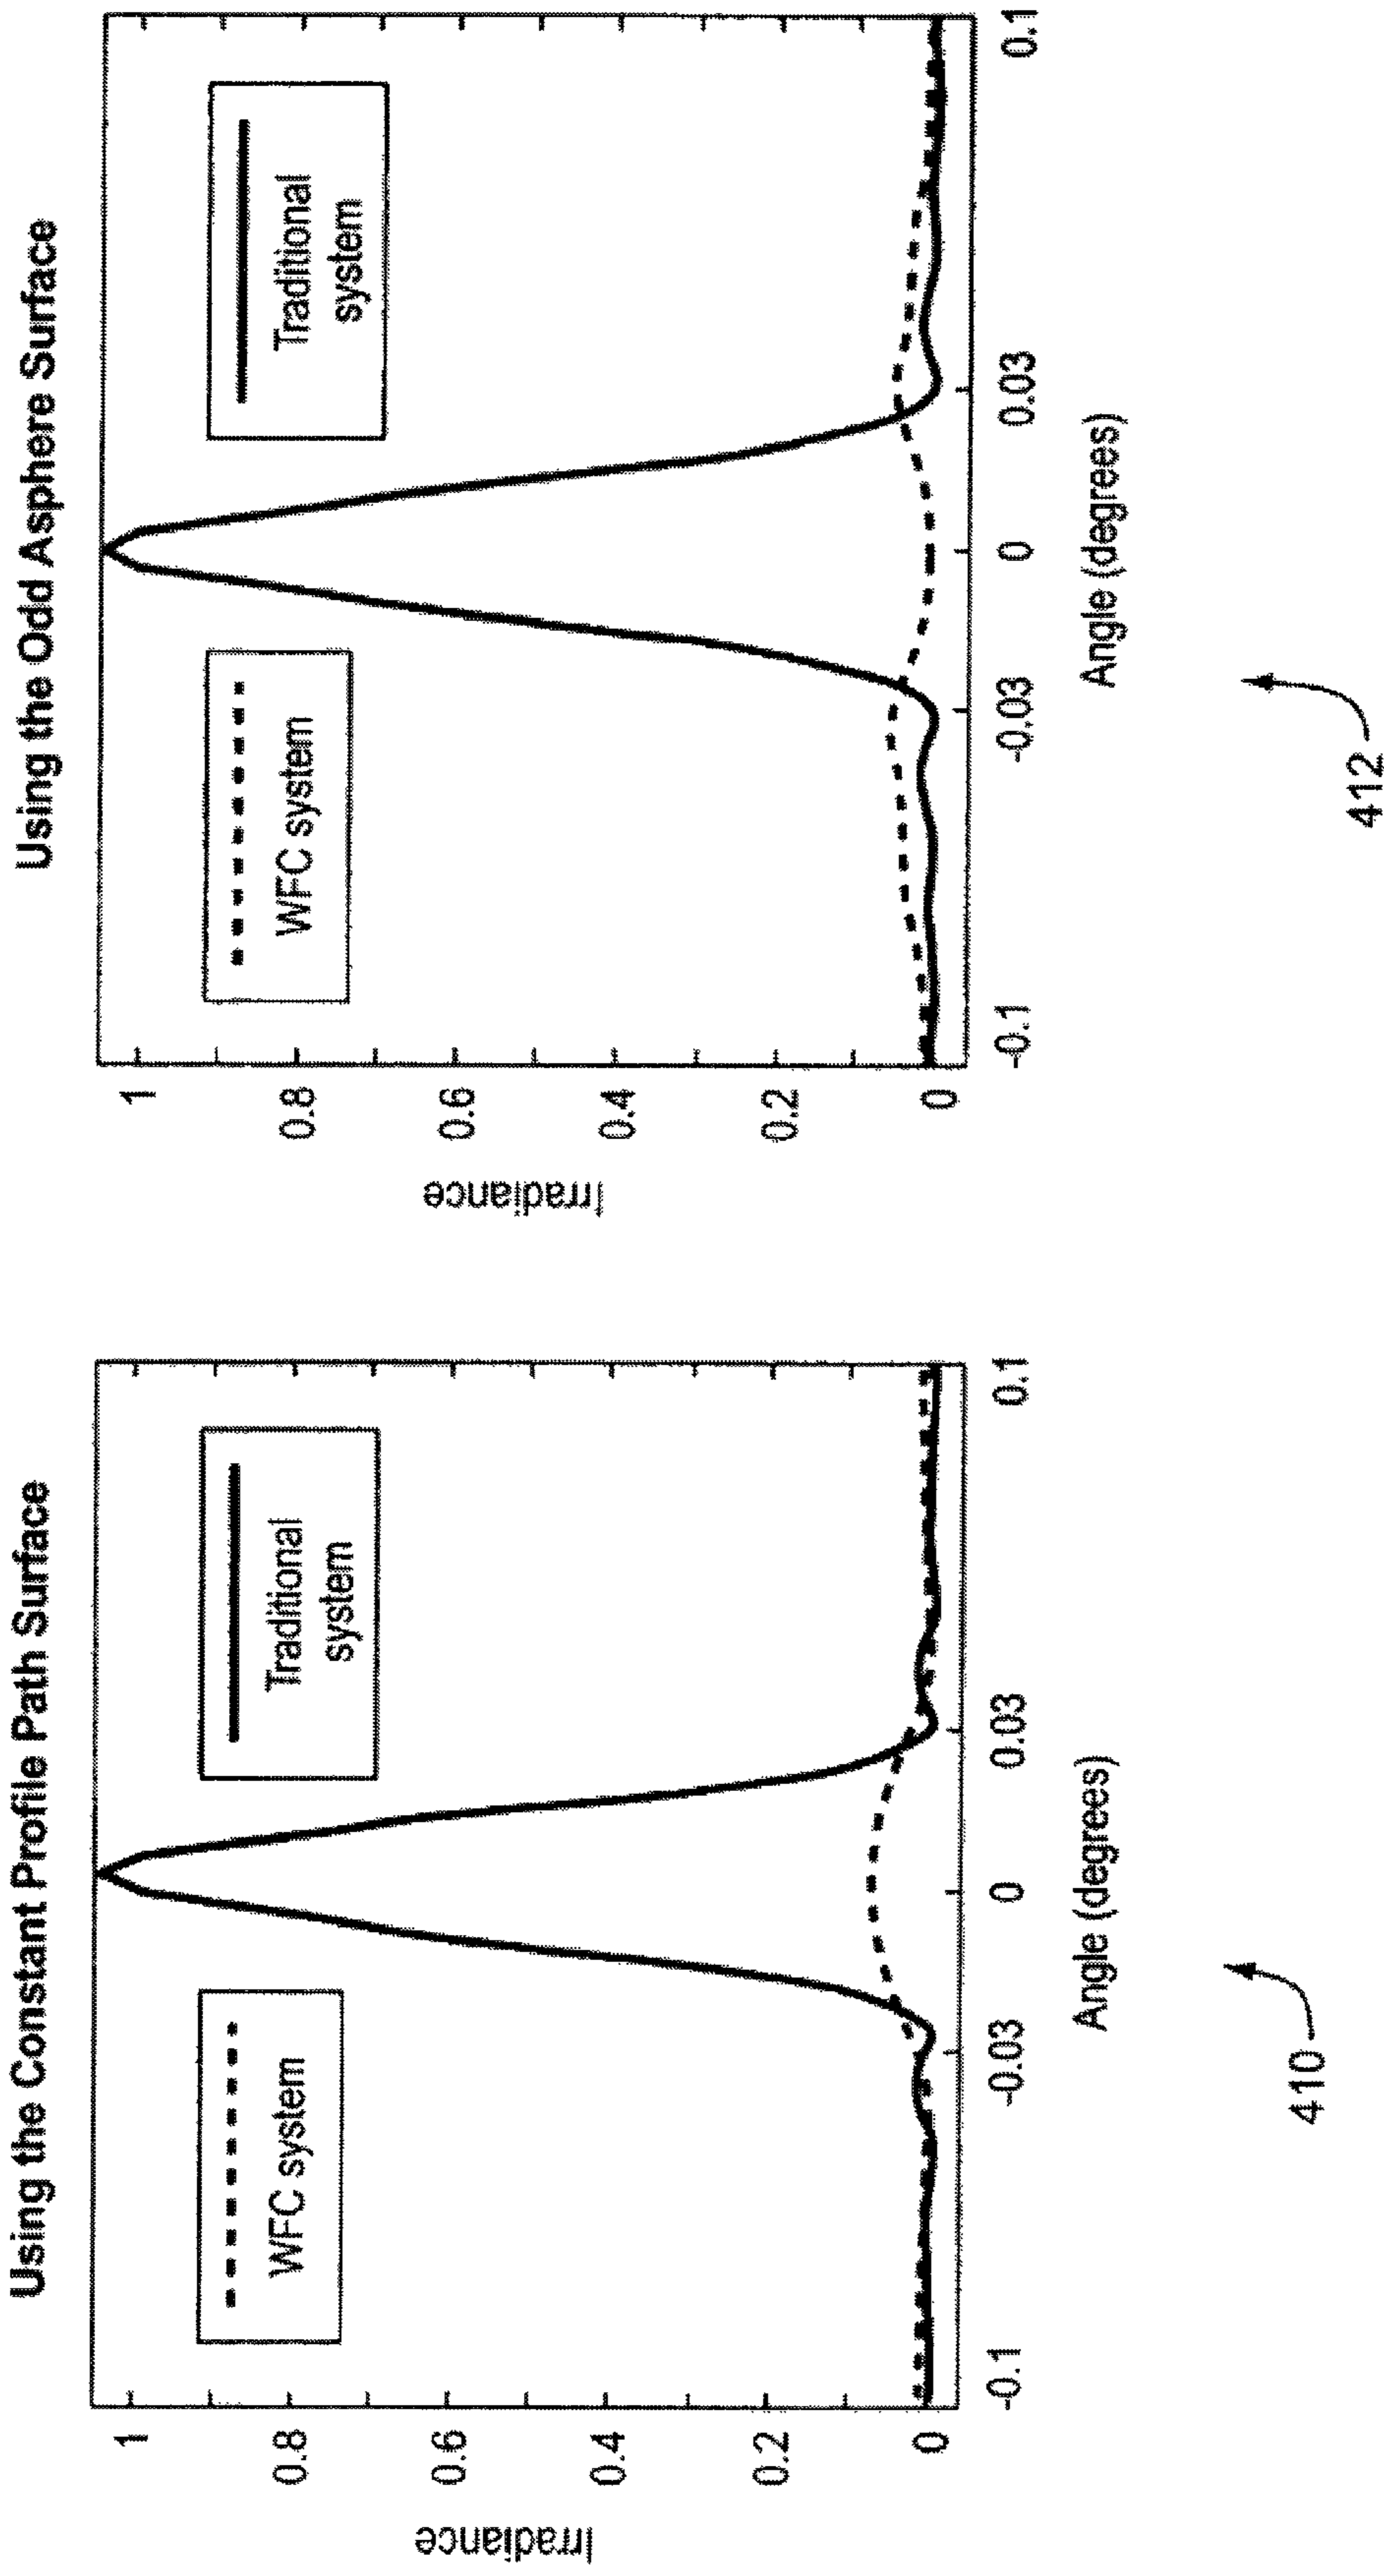 Using the Constant Profile Path Surface
Irradiance
1
0.8
0.6
0.4
0.2
0
WFC system
Traditional
system
-0.1
-0.03
0
0.03
0.1
Angle (degrees)
410
Using the Odd Asphere Surface
Irradiance
1
0.8
0.6
0.4
0.2
0
WFC system
Traditional
system
-0.1
-0.03
0
0.03
0.1
Angle (degrees)
412